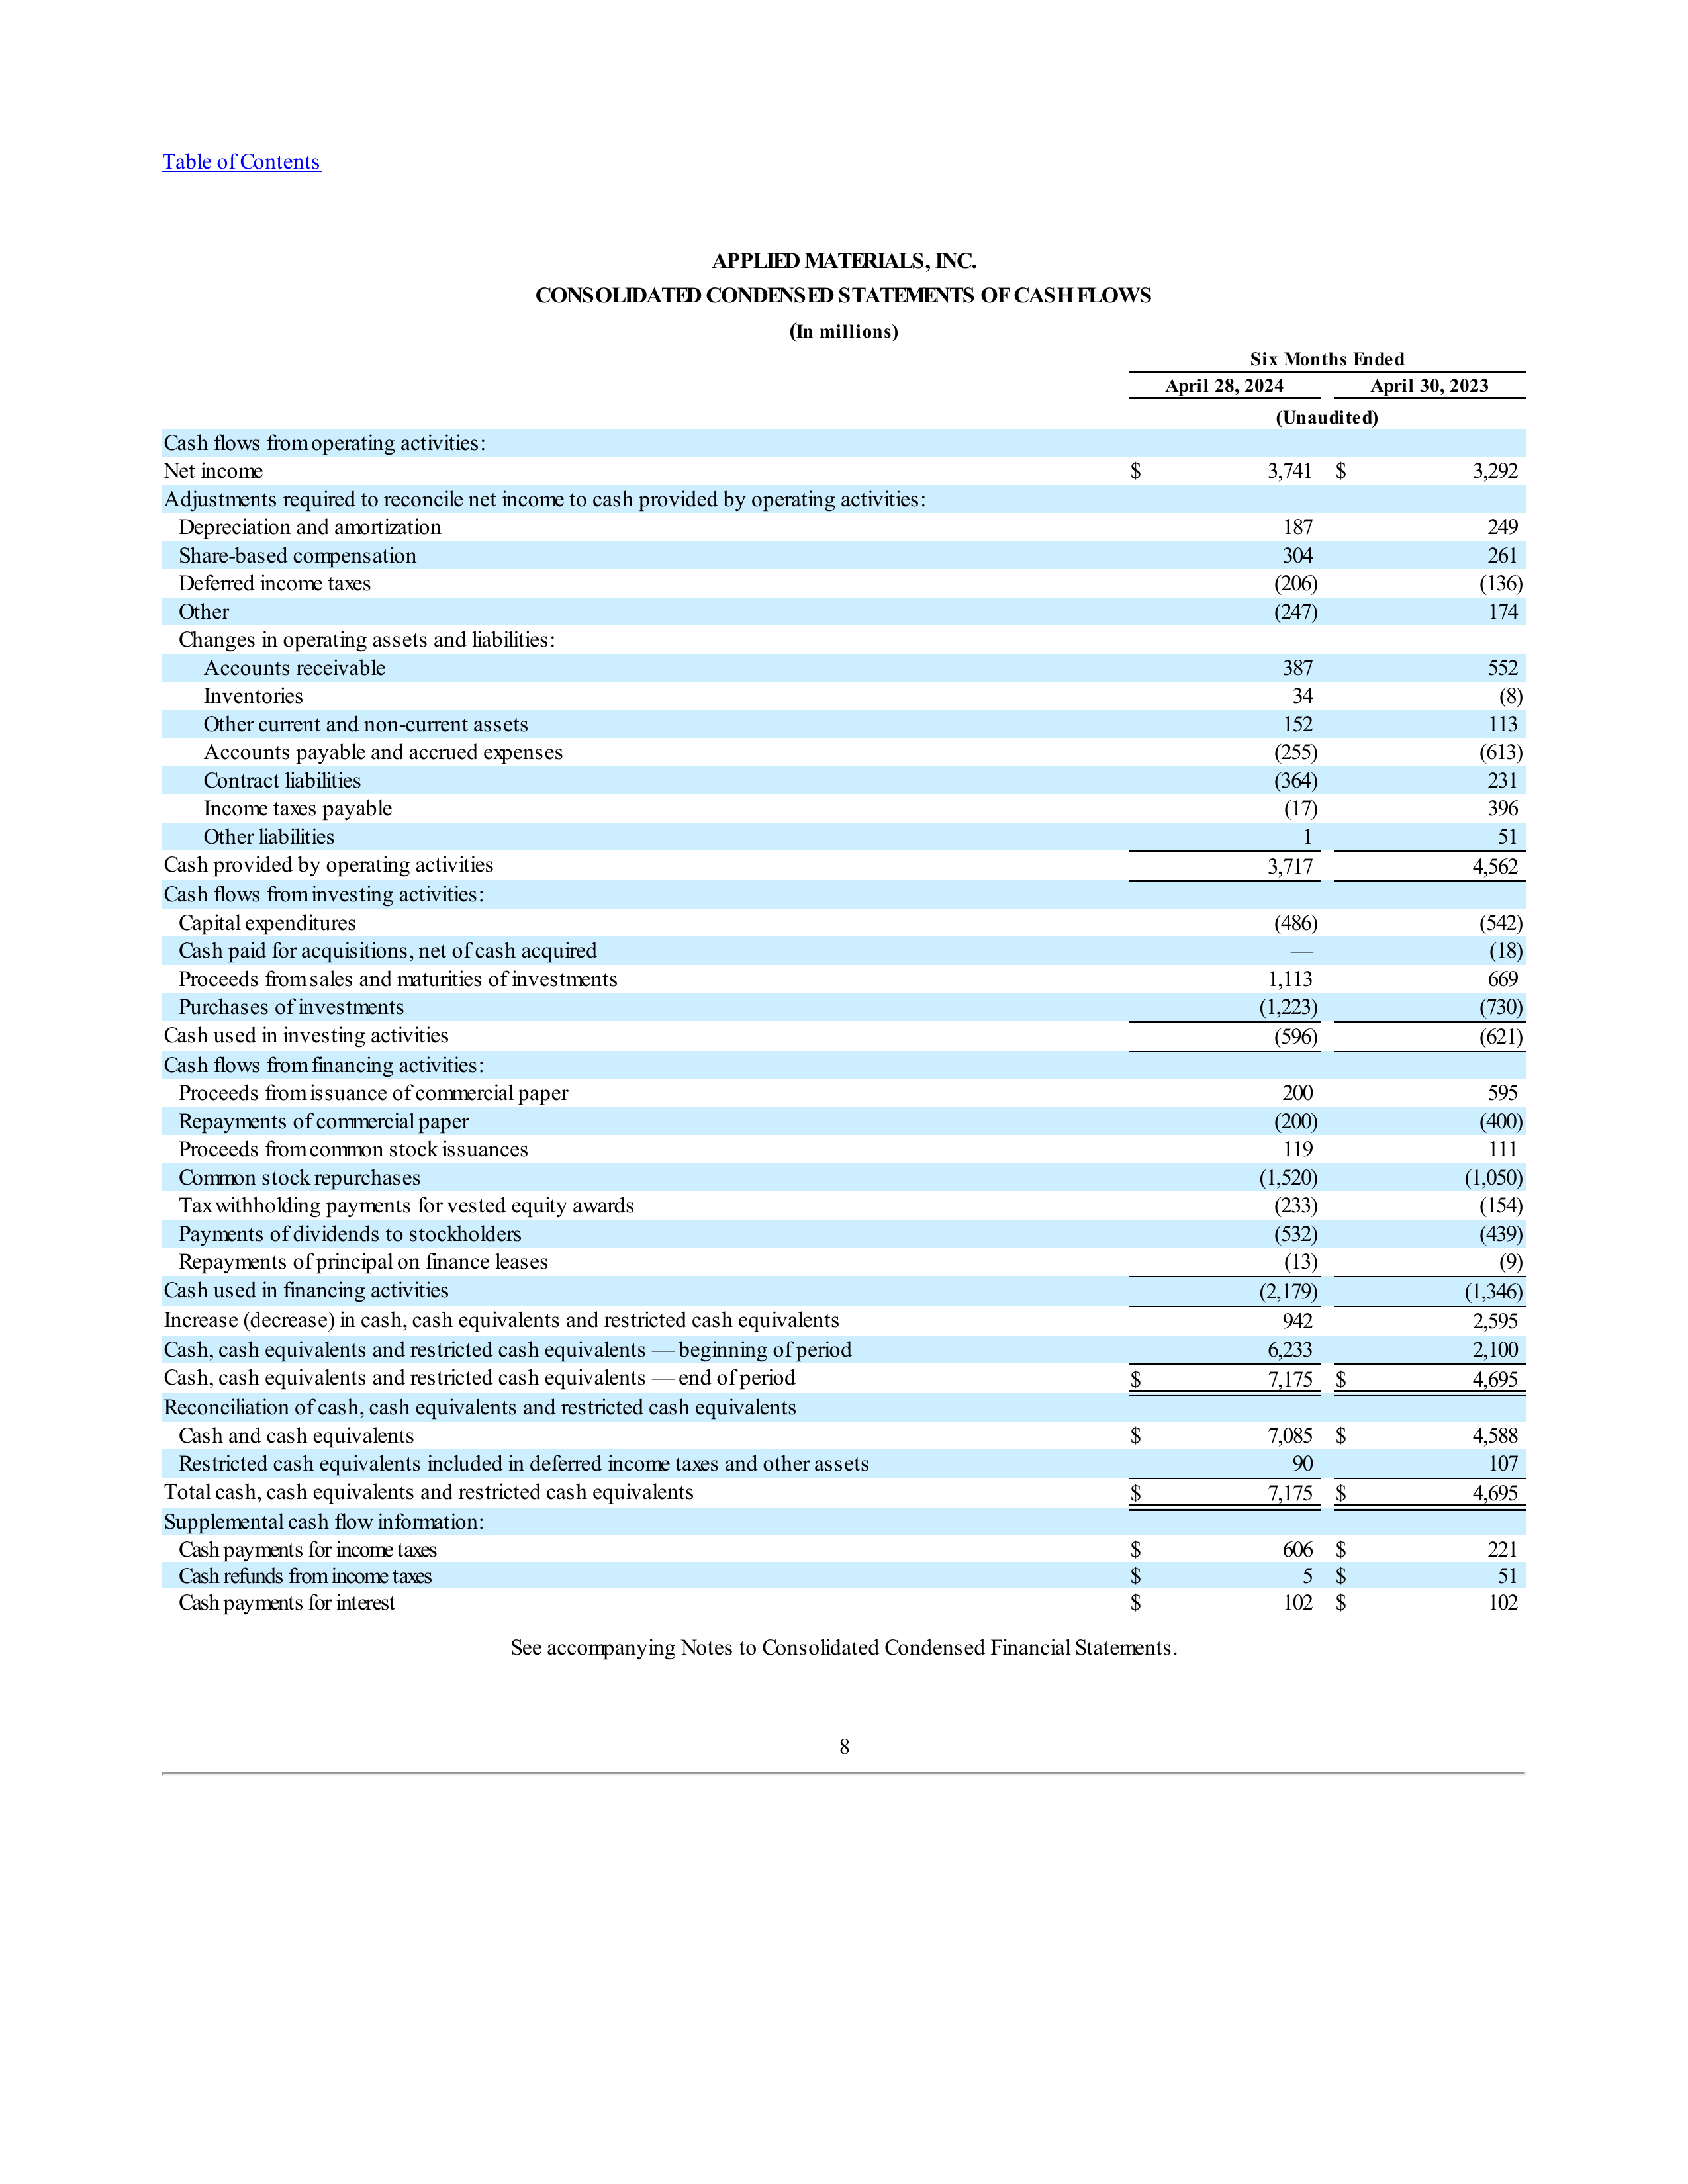 Table of Contents
APPLIED MATERIALS, INC.
CONSOLIDATED CONDENSED STATEMENTS OF CASH FLOWS
(In millions)
Six Months Ended
April 28, 2024 April 30, 2023
(Unaudited)
Cash flows from operating activities:
Net income $ 3,741 $ 3,292
Adjustments required to reconcile net income to cash provided by operating activities:
Depreciation and amortization 187 249
Share-based compensation 304 261
Deferred income taxes (206) (136)
Other (247) 174
Changes in operating assets and liabilities:
Accounts receivable 387 552
Inventories 34 (8)
Other current and non-current assets 152 113
Accounts payable and accrued expenses (255) (613)
Contract liabilities (364) 231
Income taxes payable (17) 396
Other liabilities 1 51
Cash provided by operating activities 3,717 4,562
Cash flows from investing activities:
Capital expenditures (486) (542)
Cash paid for acquisitions, net of cash acquired — (18)
Proceeds from sales and maturities of investments 1,113 669
Purchases of investments (1,223) (730)
Cash used in investing activities (596) (621)
Cash flows from financing activities:
Proceeds from issuance of commercial paper 200 595
Repayments of commercial paper (200) (400)
Proceeds from common stock issuances 119 111
Common stock repurchases (1,520) (1,050)
Tax withholding payments for vested equity awards (233) (154)
Payments of dividends to stockholders (532) (439)
Repayments of principal on finance leases (13) (9)
Cash used in financing activities (2,179) (1,346)
Increase (decrease) in cash, cash equivalents and restricted cash equivalents 942 2,595
Cash, cash equivalents and restricted cash equivalents — beginning of period 6,233 2,100
Cash, cash equivalents and restricted cash equivalents — end of period $ 7,175 $ 4,695
Reconciliation of cash, cash equivalents and restricted cash equivalents
Cash and cash equivalents $ 7,085 $ 4,588
Restricted cash equivalents included in deferred income taxes and other assets 90 107
Total cash, cash equivalents and restricted cash equivalents $ 7,175 $ 4,695
Supplemental cash flow information:
Cash payments for income taxes $ 606 $ 221
Cash refunds from income taxes $ 5 $ 51
Cash payments for interest $ 102 $ 102
See accompanying Notes to Consolidated Condensed Financial Statements.
8